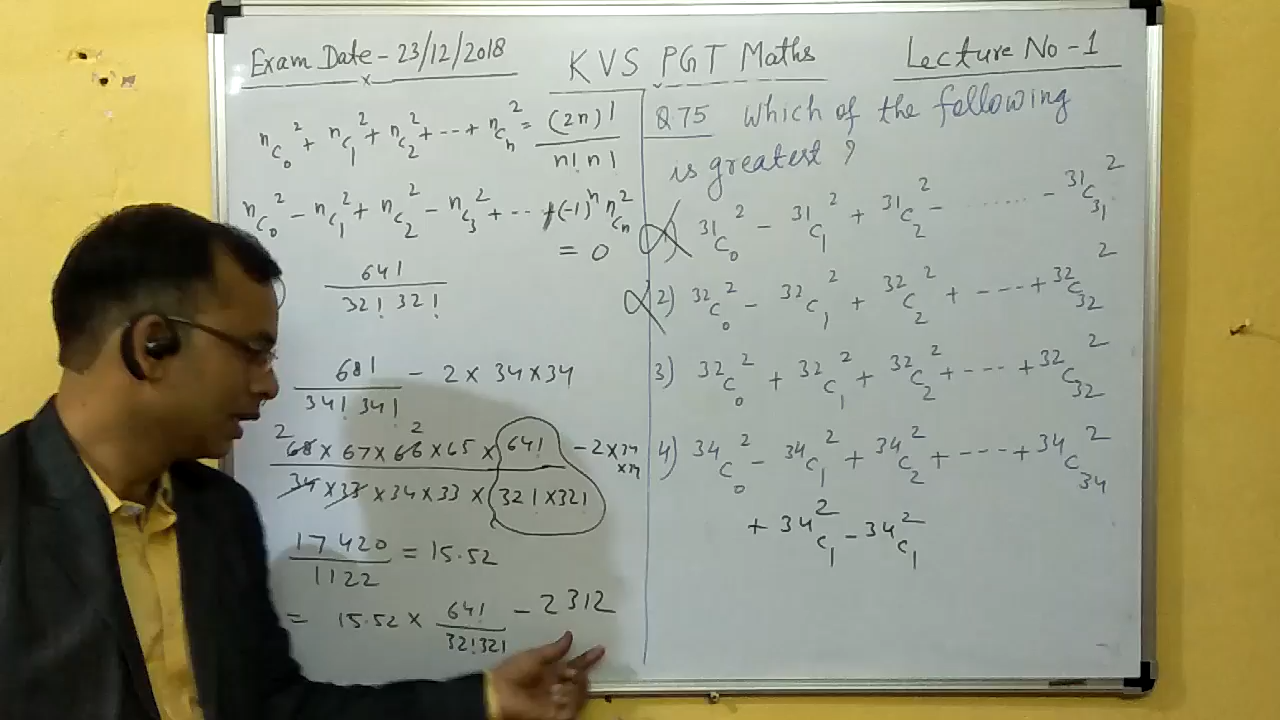 Exam Date - 23/12/2018
KVS PGT Maths
Lecture No - 1
ⁿC₀² + ⁿC₁² + ⁿC₂² + --- + ⁿCₙ² = (2n)! / n! n!
ⁿC₀² - ⁿC₁² + ⁿC₂² - ⁿC₃² + --- + (-1)ⁿ ⁿCₙ²
= 0
64! / 32! 32!
68! / 34! 34! - 2 × 34 × 34
2 2
68 × 67 × 66 × 65 × 64! / 34 × 33 × 34 × 33 × 32! × 32! - 2 × 34 × 34
17420 / 1122 = 15.52
= 15.52 × 64! / 32! 32! - 2312
Q.75 Which of the following
is greatest ?
1) ³¹C₀² - ³¹C₁² + ³¹C₂² - ....... - ³¹C₃₁²
2) ³²C₀² - ³²C₁² + ³²C₂² + ---- + ³²C₃₂²
3) ³²C₀² + ³²C₁² + ³²C₂² + --- + ³²C₃₂²
4) ³⁴C₀² - ³⁴C₁² + ³⁴C₂² + ---- + ³⁴C₃₄²
+ ³⁴C₁² - ³⁴C₁²